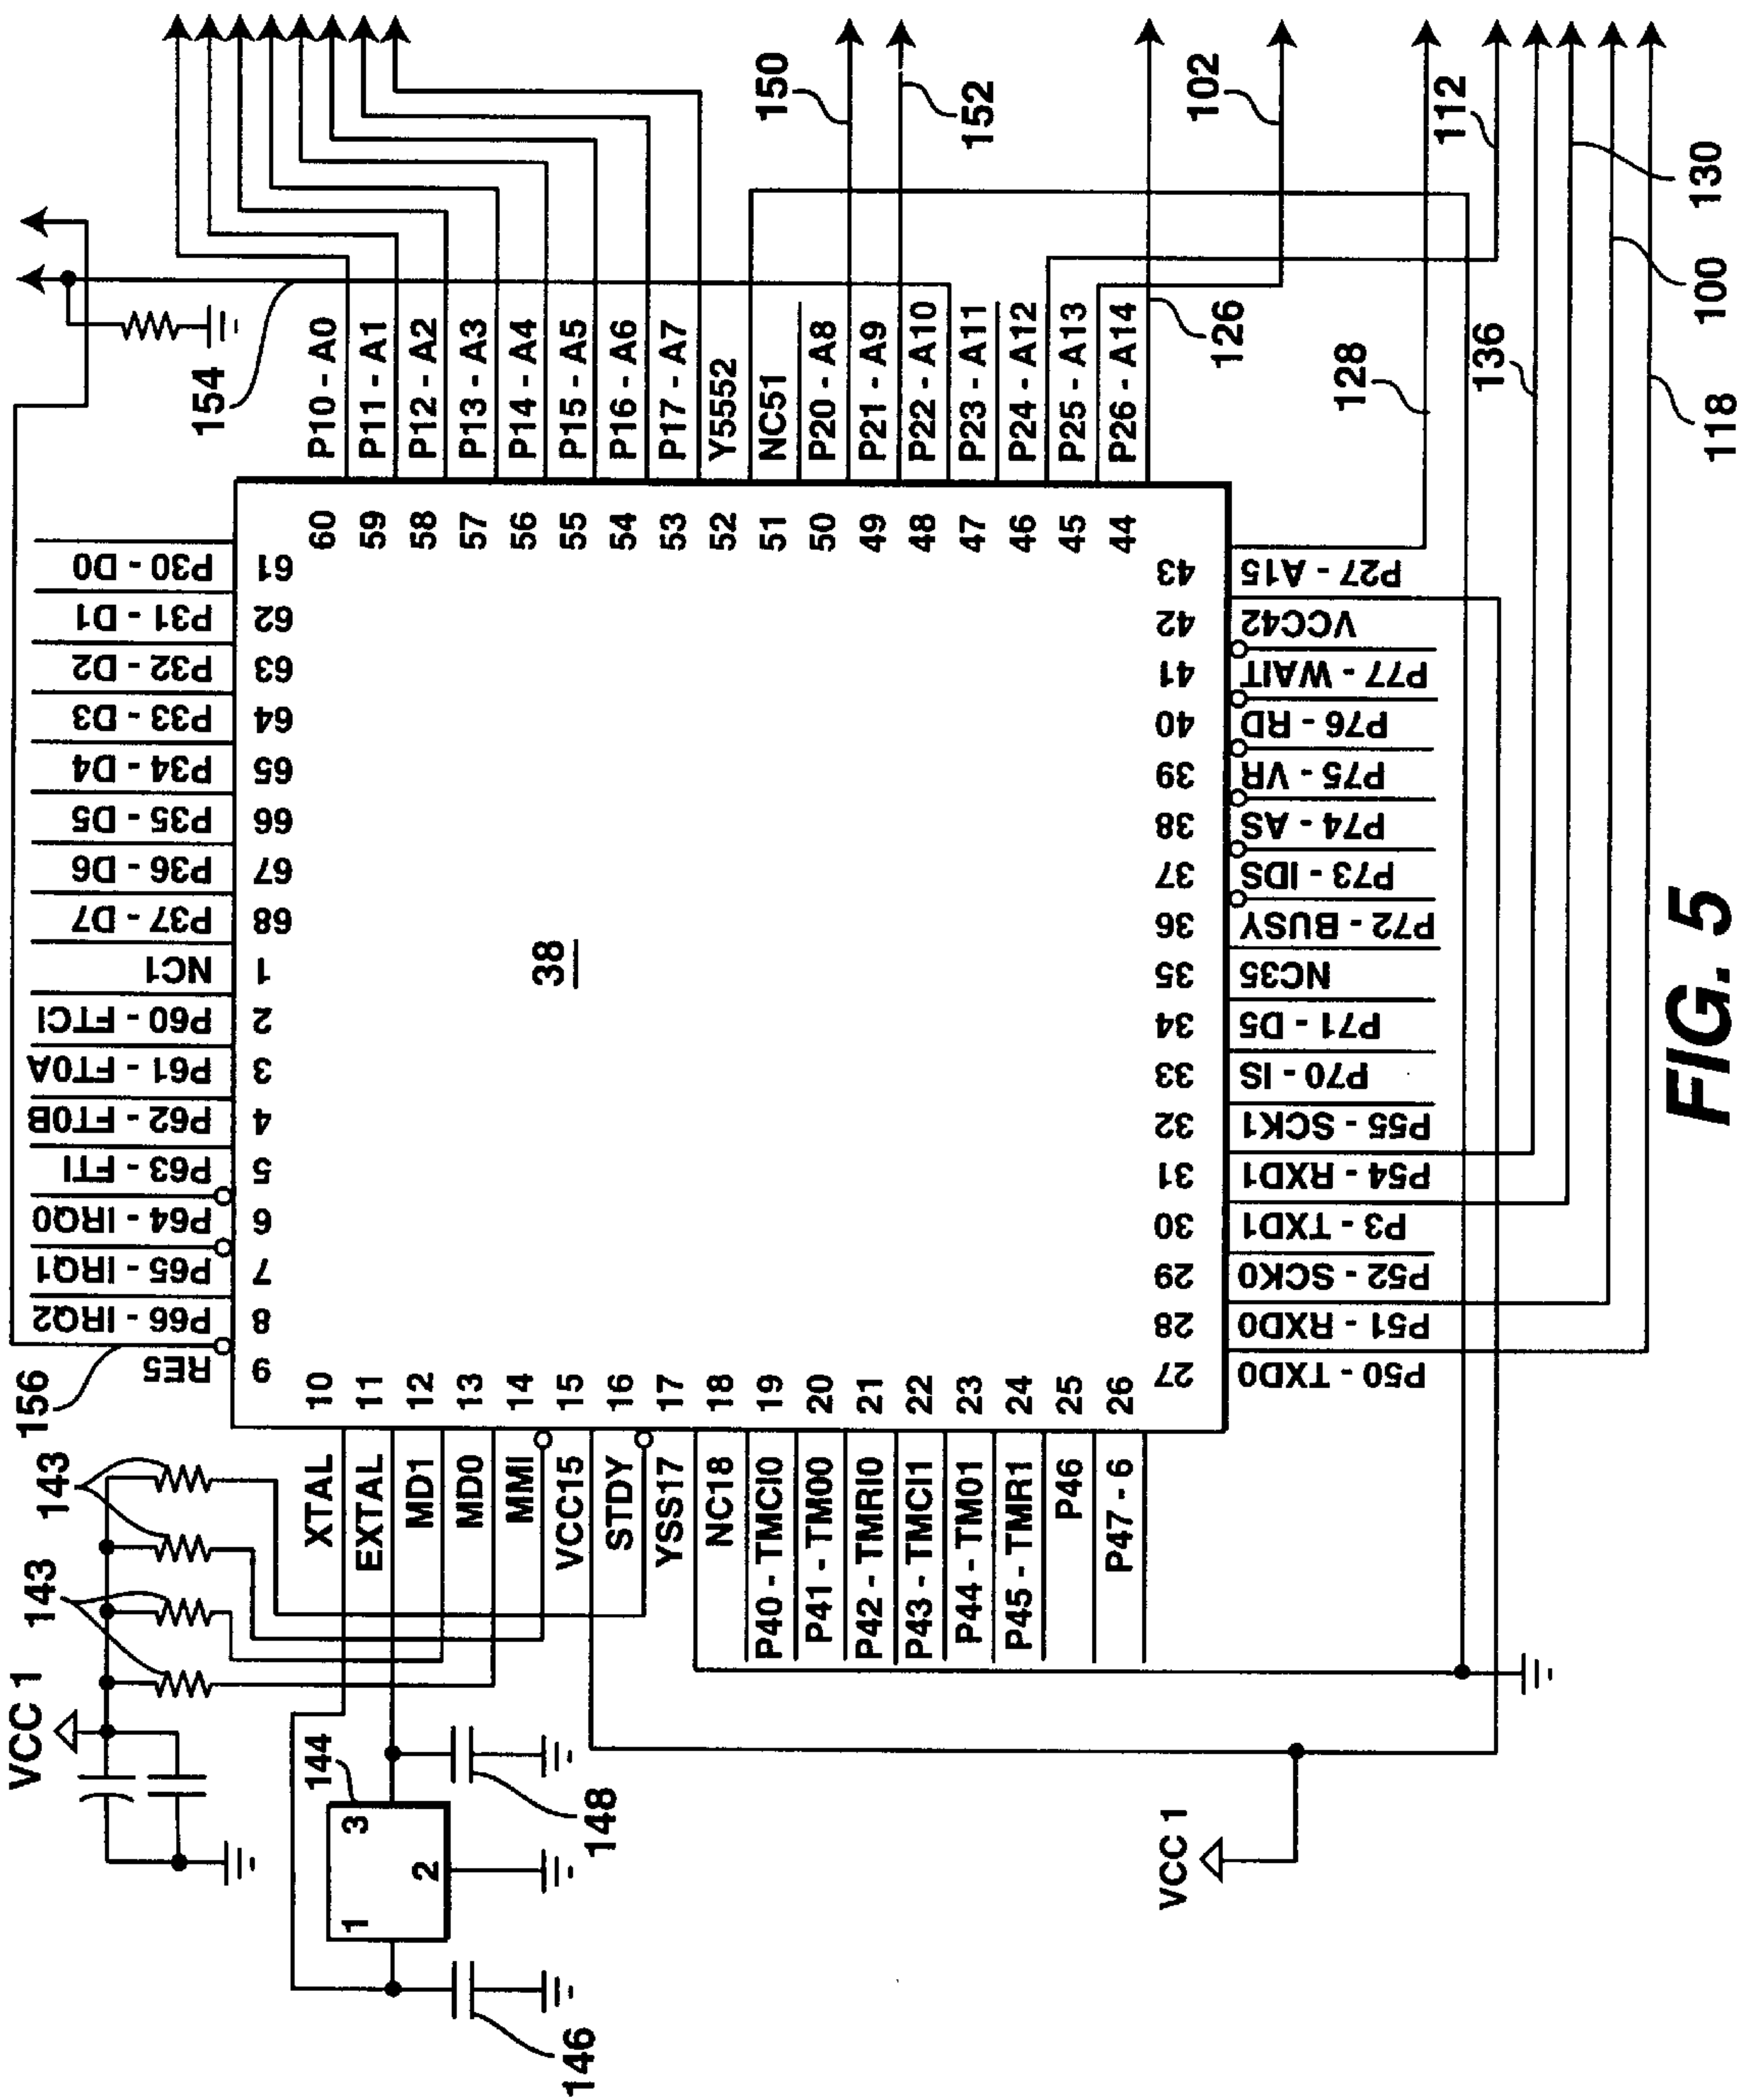 VCC 1
143
143
156
144
1
3
2
146
148
VCC 1
154
150
152
102
112
130
100
136
118
128
126
38
XTAL 10
EXTAL 11
MD1 12
MD0 13
MMI 14
VCC15 15
STDY 16
YSS17 17
NC18 18
P40 - TMCI0 19
P41 - TM00 20
P42 - TMRI0 21
P43 - TMCI1 22
P44 - TM01 23
P45 - TMR1 24
P46 25
P47 - 6 26
RE5 9
P66 - IRQ2 8
P65 - IRQ1 7
P64 - IRQ0 6
P63 - FTI 5
P62 - FT0B 4
P61 - FT0A 3
P60 - FTCI 2
NC1 1
P37 - D7 68
P36 - D6 67
P35 - D5 66
P34 - D4 65
P33 - D3 64
P32 - D2 63
P31 - D1 62
P30 - D0 61
60 P10 - A0
59 P11 - A1
58 P12 - A2
57 P13 - A3
56 P14 - A4
55 P15 - A5
54 P16 - A6
53 P17 - A7
52 Y5552
51 NC51
50 P20 - A8
49 P21 - A9
48 P22 - A10
47 P23 - A11
46 P24 - A12
45 P25 - A13
44 P26 - A14
27 P50 - TXD0
28 P51 - RXD0
29 P52 - SCK0
30 P3 - TXD1
31 P54 - RXD1
32 P55 - SCK1
33 P70 - IS
34 P71 - D5
35 NC35
36 P72 - BUSY
37 P73 - IDS
38 P74 - AS
39 P75 - VR
40 P76 - RD
41 P77 - WAIT
42 VCC42
43 P27 - A15
FIG. 5